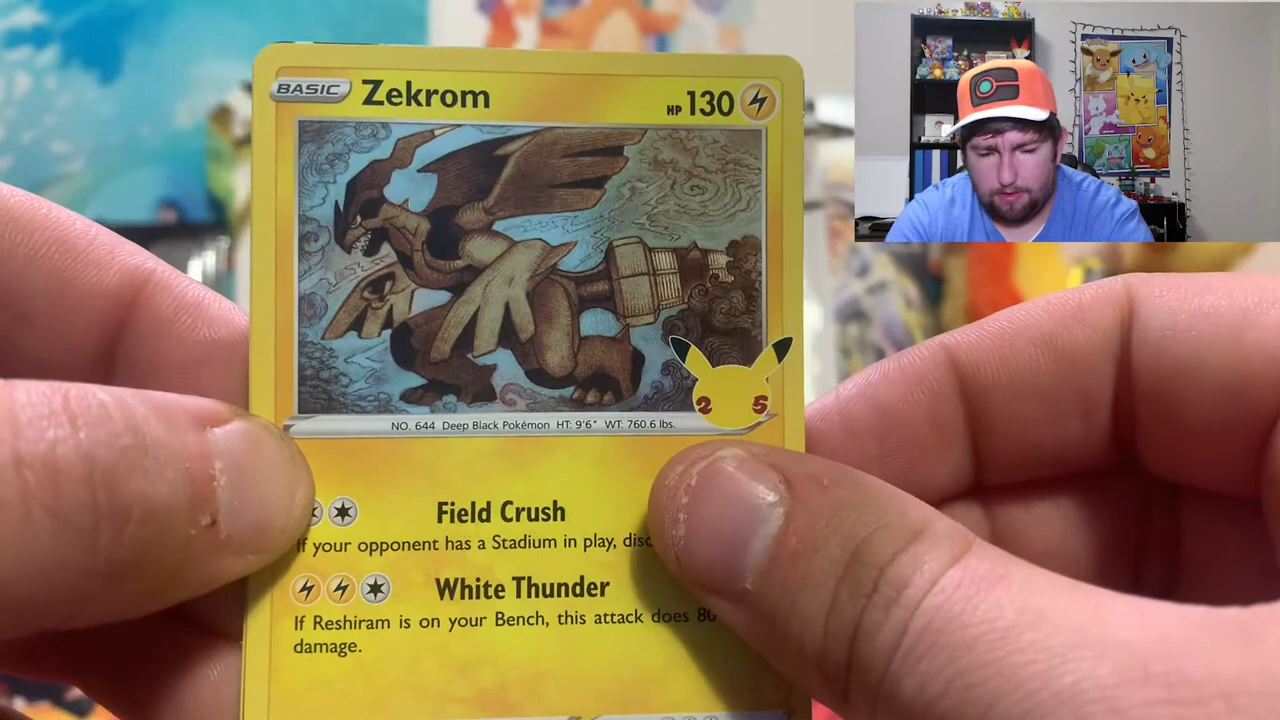 BASIC Zekrom HP 130
25
NO. 644 Deep Black Pokémon HT: 9'6" WT: 760.6 lbs.
Field Crush
If your opponent has a Stadium in play,
White Thunder
If Reshiram is on your Bench, this attack does 80
damage.